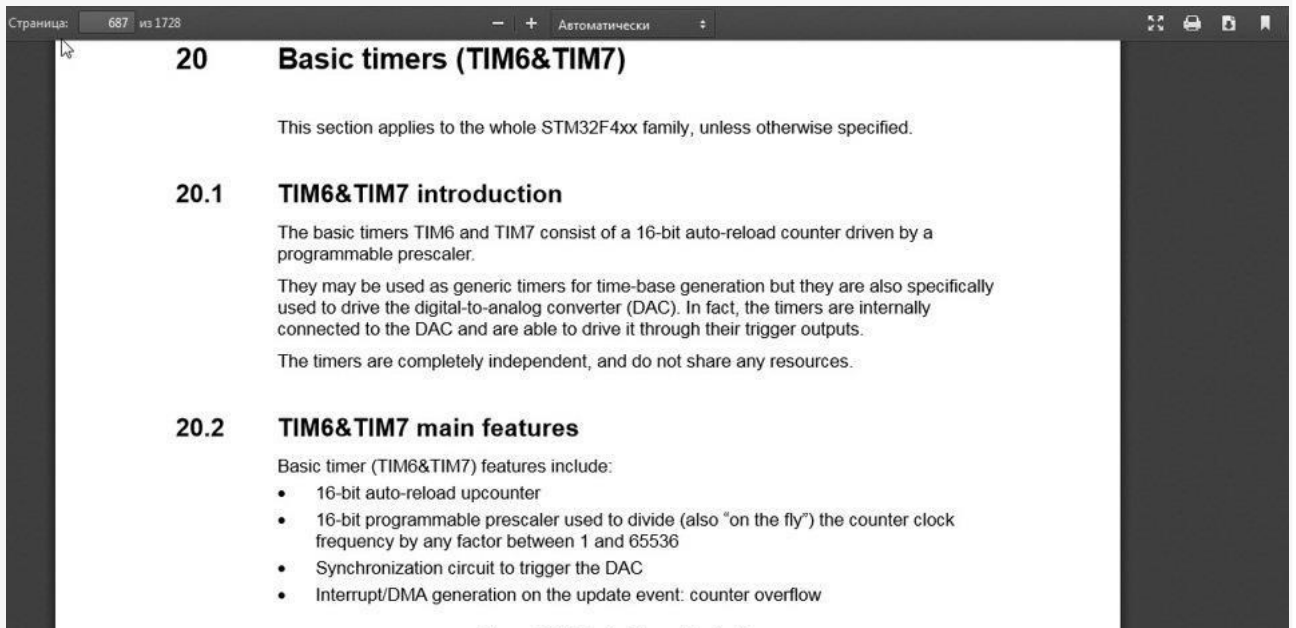 Страница: 687 из 1728 − + Автоматически
20 Basic timers (TIM6&TIM7)
This section applies to the whole STM32F4xx family, unless otherwise specified.
20.1 TIM6&TIM7 introduction
The basic timers TIM6 and TIM7 consist of a 16-bit auto-reload counter driven by a
programmable prescaler.
They may be used as generic timers for time-base generation but they are also specifically
used to drive the digital-to-analog converter (DAC). In fact, the timers are internally
connected to the DAC and are able to drive it through their trigger outputs.
The timers are completely independent, and do not share any resources.
20.2 TIM6&TIM7 main features
Basic timer (TIM6&TIM7) features include:
• 16-bit auto-reload upcounter
• 16-bit programmable prescaler used to divide (also “on the fly”) the counter clock
frequency by any factor between 1 and 65536
• Synchronization circuit to trigger the DAC
• Interrupt/DMA generation on the update event: counter overflow